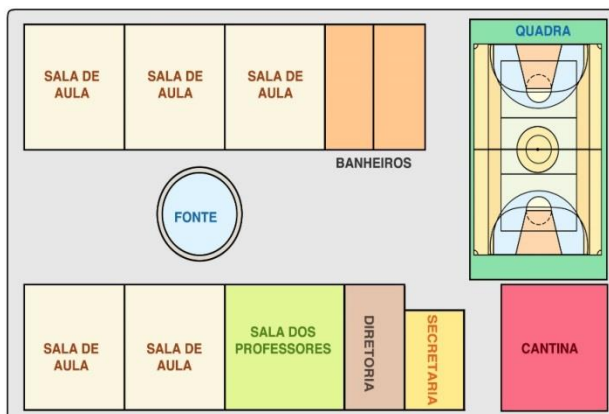 QUADRA
SALA DE
AULA
SALA DE
AULA
SALA DE
AULA
BANHEIROS
FONTE
SALA DE
AULA
SALA DE
AULA
SALA DOS
PROFESSORES
DIRETORIA
SECRETARIA
CANTINA